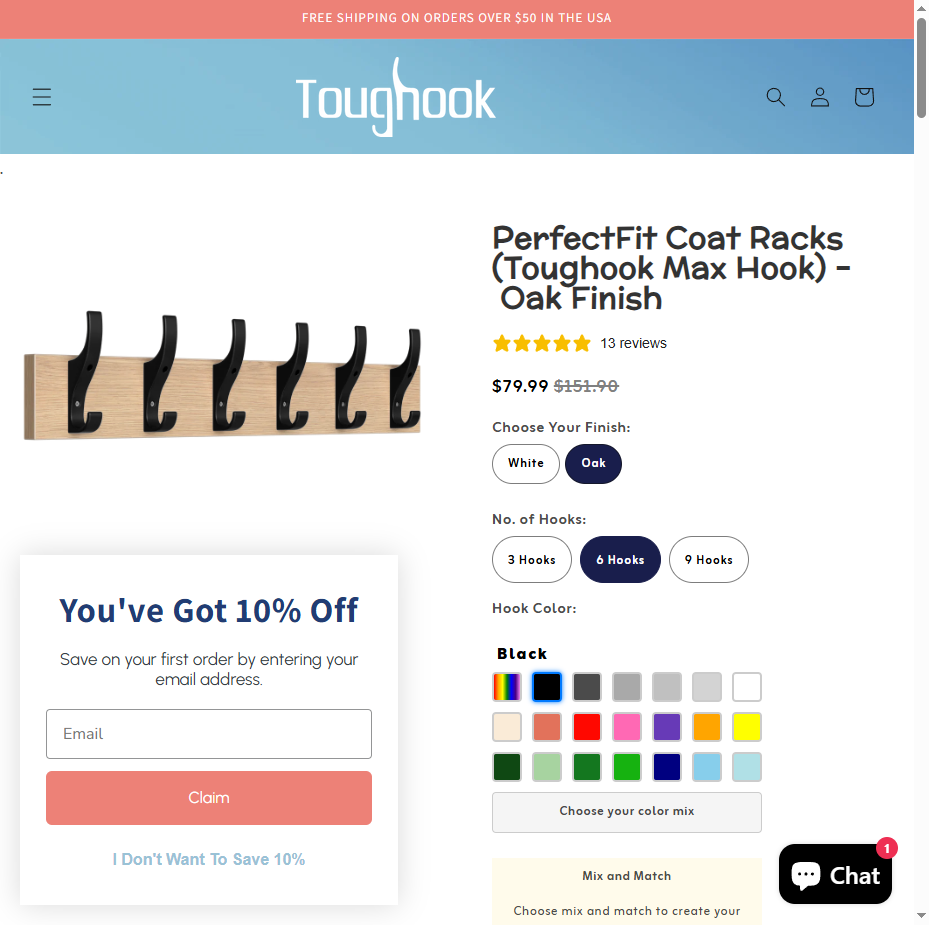 FREE SHIPPING ON ORDERS OVER $50 IN THE USA
Toughook
.
PerfectFit Coat Racks
(Toughook Max Hook) –
Oak Finish
13 reviews
$79.99 $151.90
Choose Your Finish:
White
Oak
No. of Hooks:
3 Hooks
6 Hooks
9 Hooks
Hook Color:
Black
Choose your color mix
Mix and Match
Choose mix and match to create your
You've Got 10% Off
Save on your first order by entering your
email address.
Email
Claim
I Don't Want To Save 10%
Chat
1